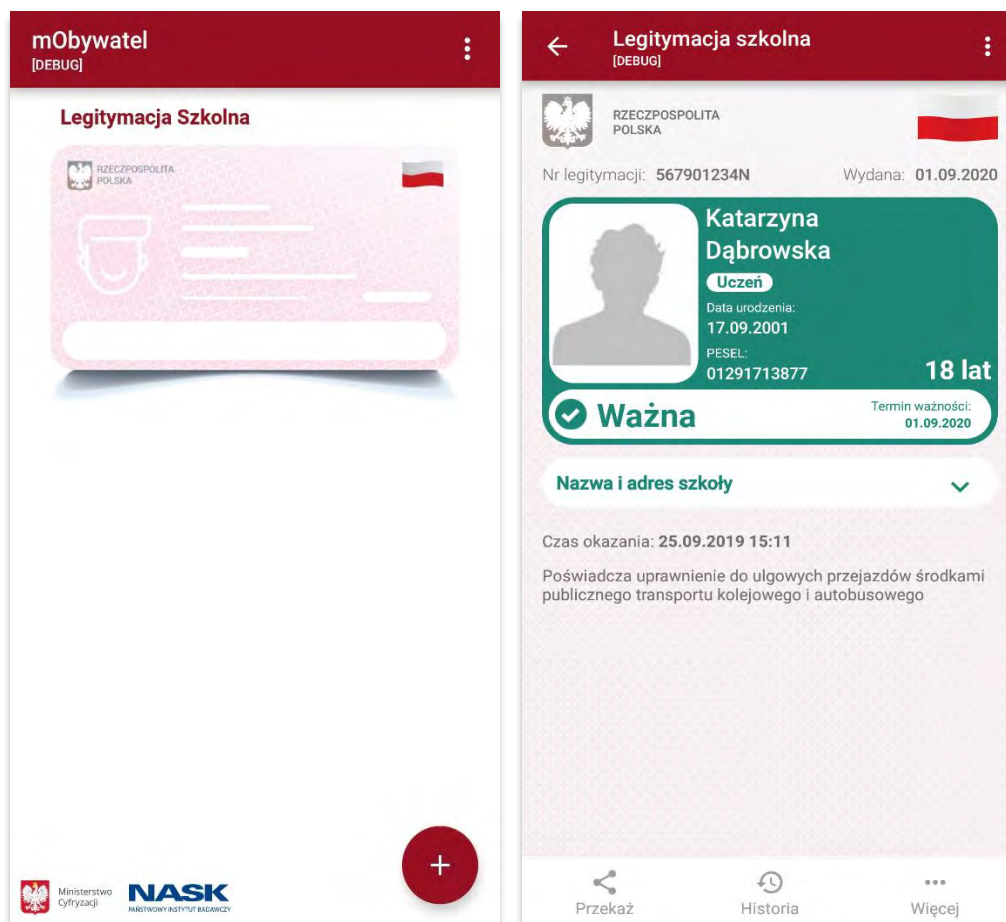 mObywatel
[DEBUG]
Legitymacja Szkolna
RZECZPOSPOLITA
POLSKA
Ministerstwo
Cyfryzacji
NASK
PAŃSTWOWY INSTYTUT BADAWCZY
Legitymacja szkolna
[DEBUG]
RZECZPOSPOLITA
POLSKA
Nr legitymacji: 567901234N Wydana: 01.09.2020
Katarzyna
Dąbrowska
Uczeń
Data urodzenia:
17.09.2001
PESEL:
01291713877
18 lat
Ważna
Termin ważności:
01.09.2020
Nazwa i adres szkoły
Czas okazania: 25.09.2019 15:11
Poświadcza uprawnienie do ulgowych przejazdów środkami
publicznego transportu kolejowego i autobusowego
Przekaż Historia Więcej